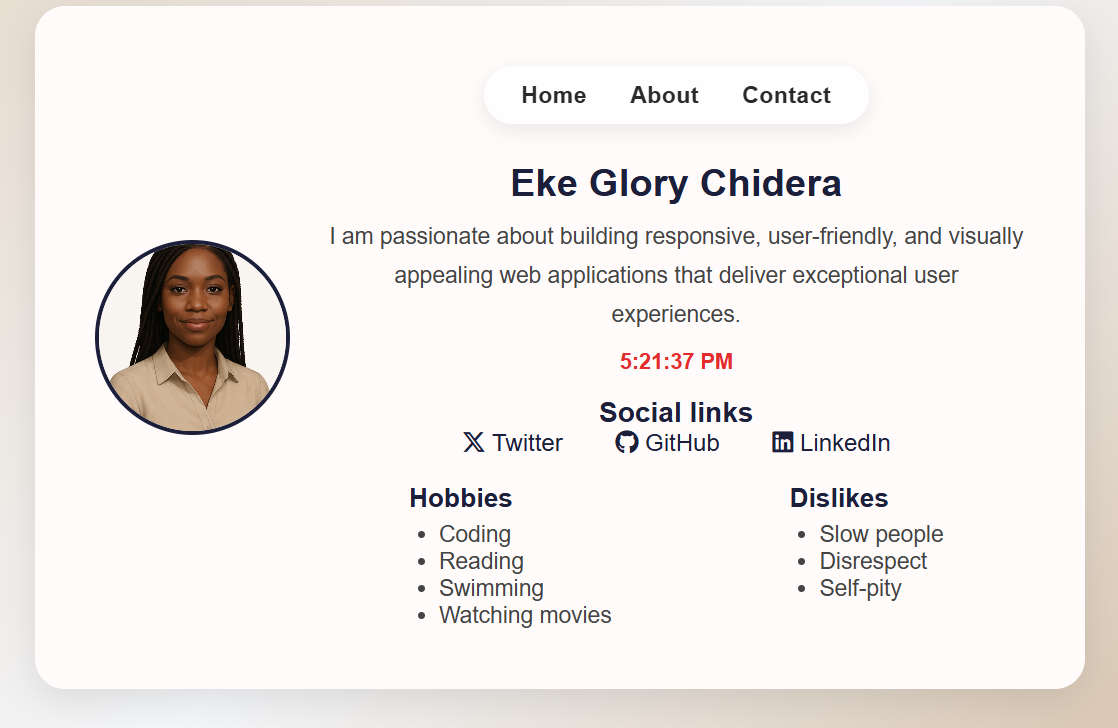 Home About Contact
Eke Glory Chidera
I am passionate about building responsive, user-friendly, and visually
appealing web applications that deliver exceptional user
experiences.
5:21:37 PM
Social links
Twitter GitHub LinkedIn
Hobbies
Coding
Reading
Swimming
Watching movies
Dislikes
Slow people
Disrespect
Self-pity